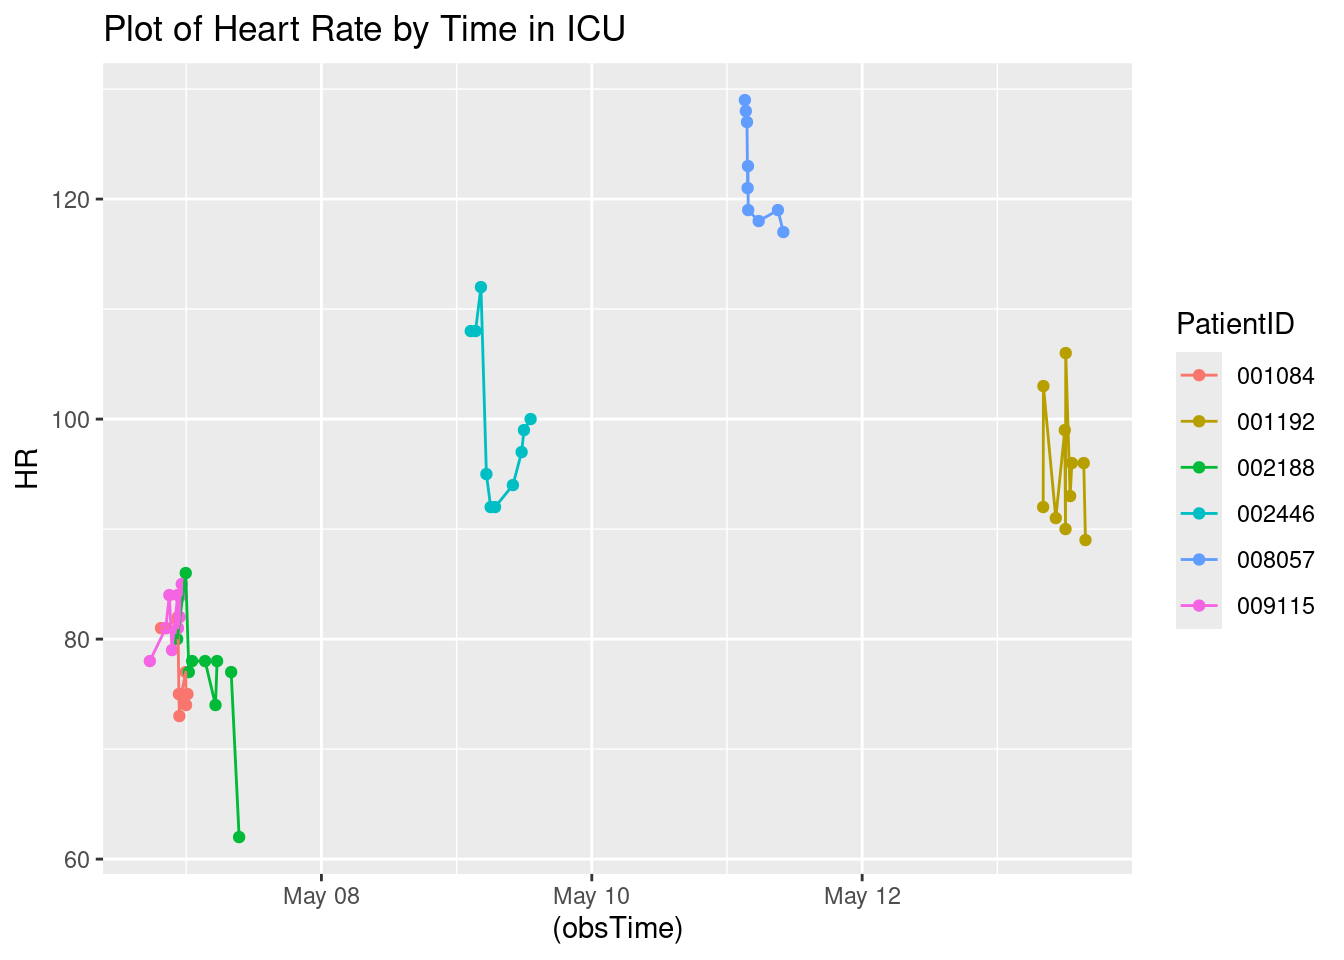 Plot of Heart Rate by Time in ICU
HR
120
100
80
60
May 08
May 10
May 12
(obsTime)
PatientID
001084
001192
002188
002446
008057
009115